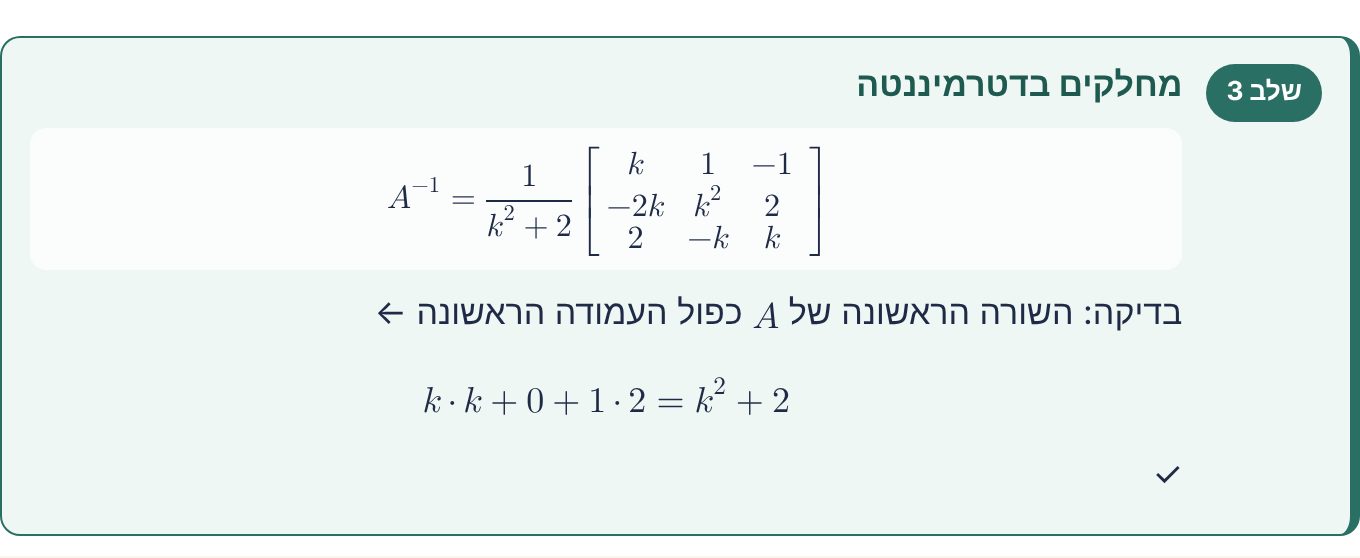 שלב 3
מחלקים בדטרמיננטה
$A^{-1} = \frac{1}{k^2+2} \begin{bmatrix} k & 1 & -1 \\ -2k & k^2 & 2 \\ 2 & -k & k \end{bmatrix}$
בדיקה: השורה הראשונה של $A$ כפול העמודה הראשונה ←
$k \cdot k + 0 + 1 \cdot 2 = k^2 + 2$
✓